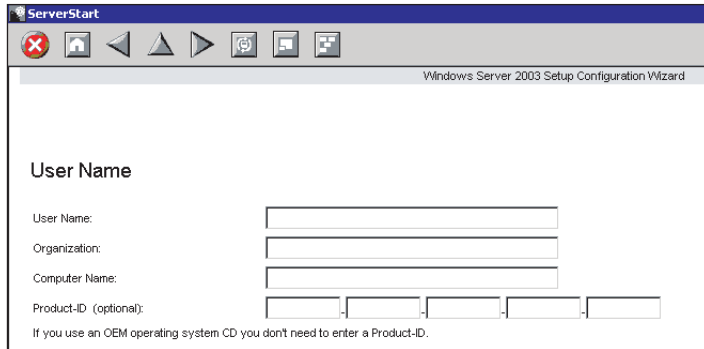 ServerStart
Windows Server 2003 Setup Configuration Wizard
User Name
User Name:
Organization:
Computer Name:
Product-ID (optional): - - - -
If you use an OEM operating system CD you don't need to enter a Product-ID.